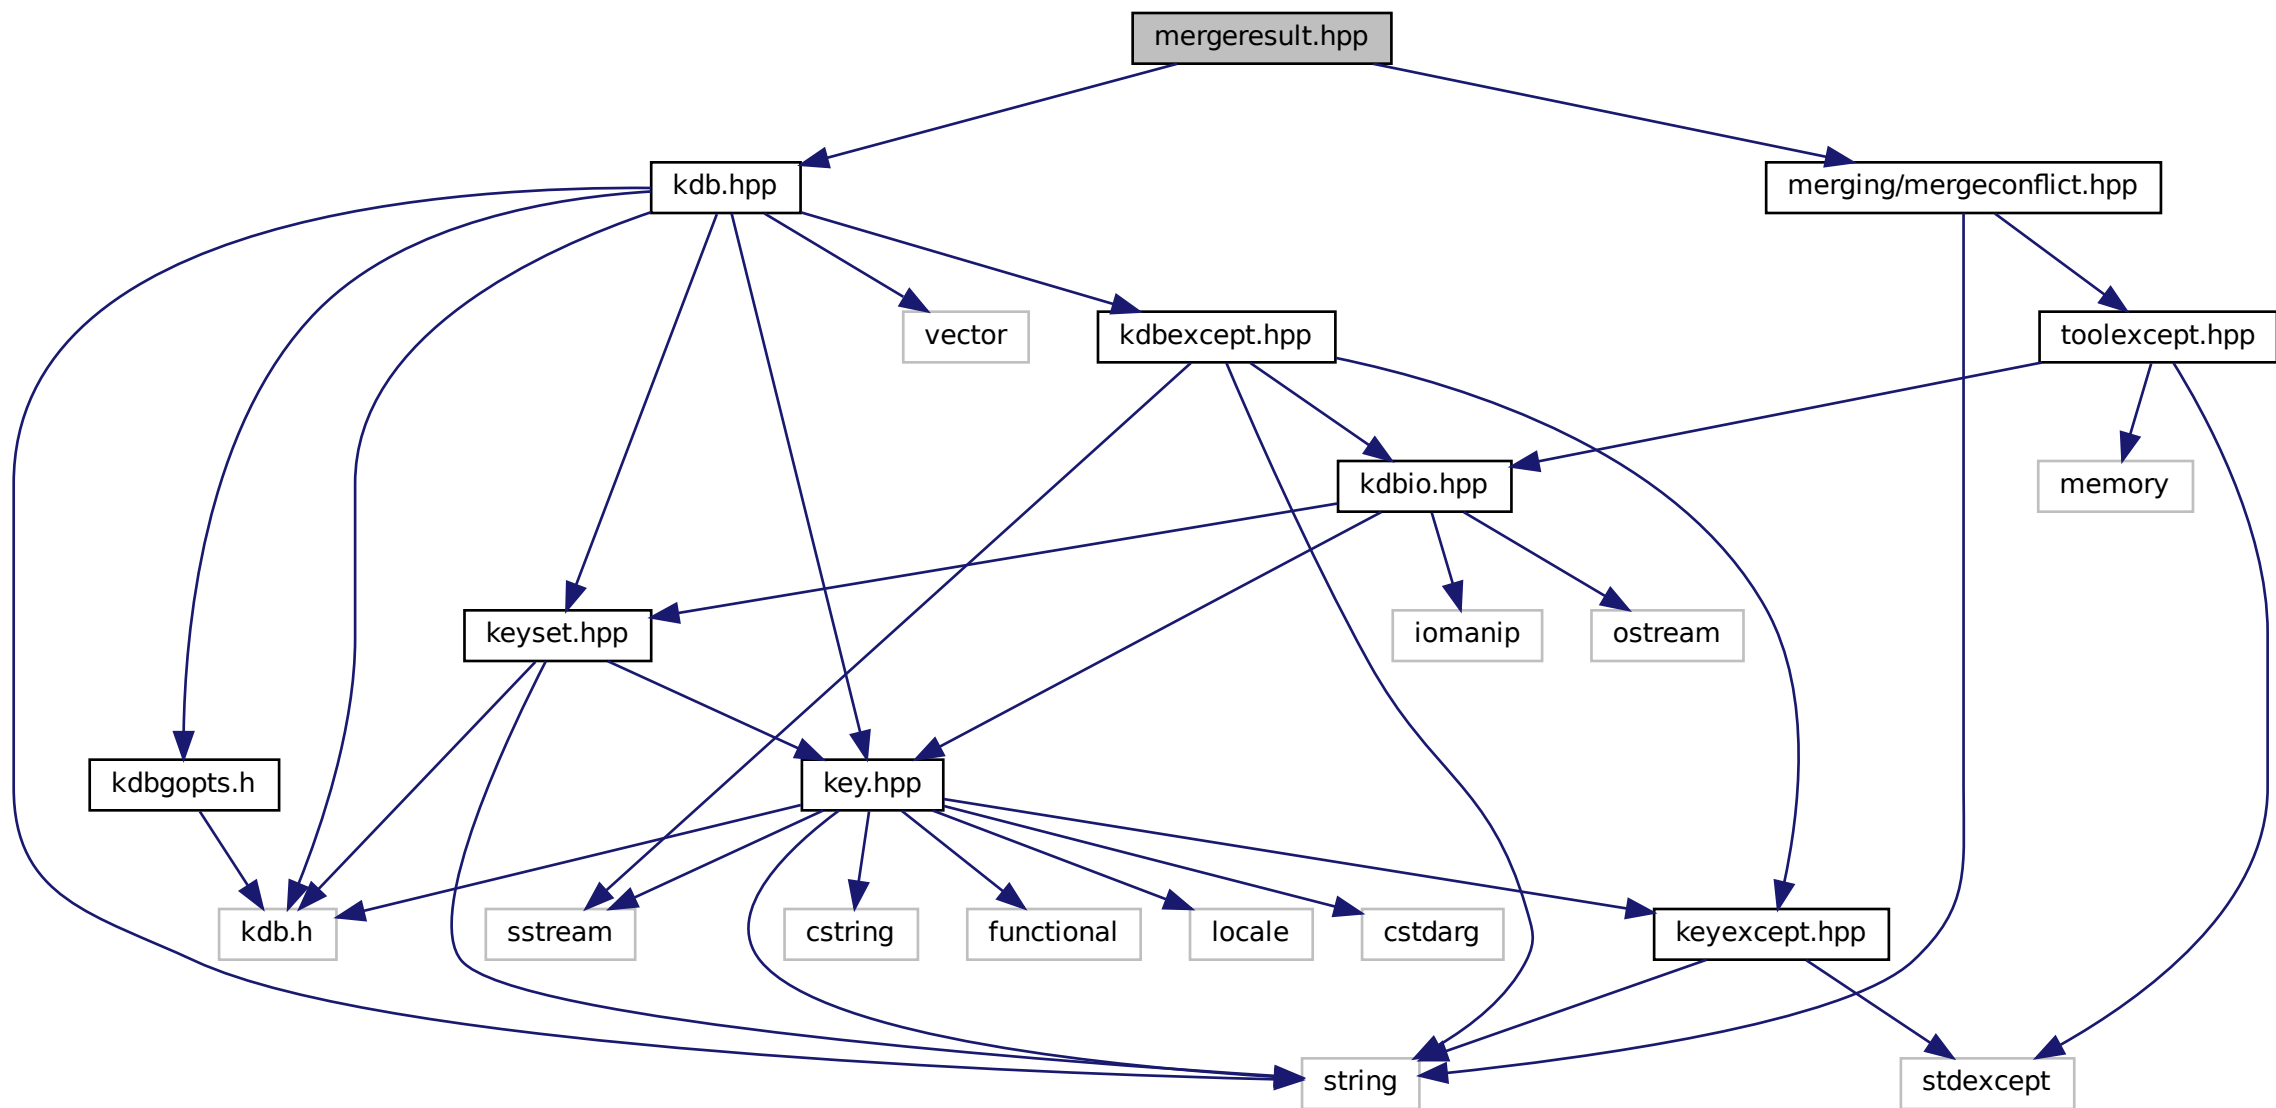 mergeresult.hpp
kdb.hpp
merging/mergeconflict.hpp
vector
kdbexcept.hpp
toolexcept.hpp
kdbio.hpp
memory
keyset.hpp
iomanip
ostream
kdbgopts.h
key.hpp
kdb.h
sstream
cstring
functional
locale
cstdarg
keyexcept.hpp
string
stdexcept